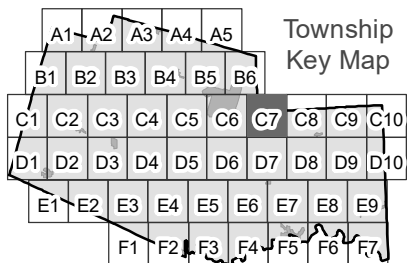 Township
Key Map
A1 A2 A3 A4 A5
B1 B2 B3 B4 B5 B6
C1 C2 C3 C4 C5 C6 C7 C8 C9 C10
D1 D2 D3 D4 D5 D6 D7 D8 D9 D10
E1 E2 E3 E4 E5 E6 E7 E8 E9
F1 F2 F3 F4 F5 F6 F7